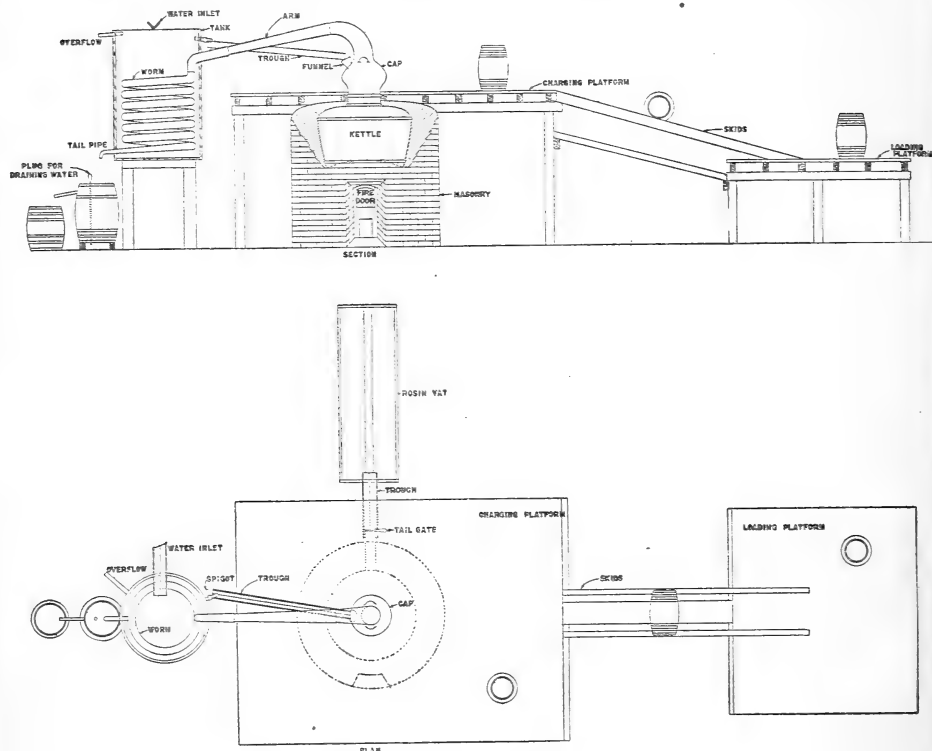 WATER INLET
TANK
ARM
OVERFLOW
TROUGH
FUNNEL
CAP
WORM
CHARGING PLATFORM
KETTLE
SKIDS
TAIL PIPE
LOADING
PLATFORM
PLUG FOR
DRAINING WATER
FIRE
DOOR
MASONRY
SECTION
ROSIN VAT
TROUGH
CHARGING PLATFORM
TAIL GATE
LOADING PLATFORM
WATER INLET
OVERFLOW
SPIGOT
TROUGH
SKIDS
CAP
WORM
PLAN